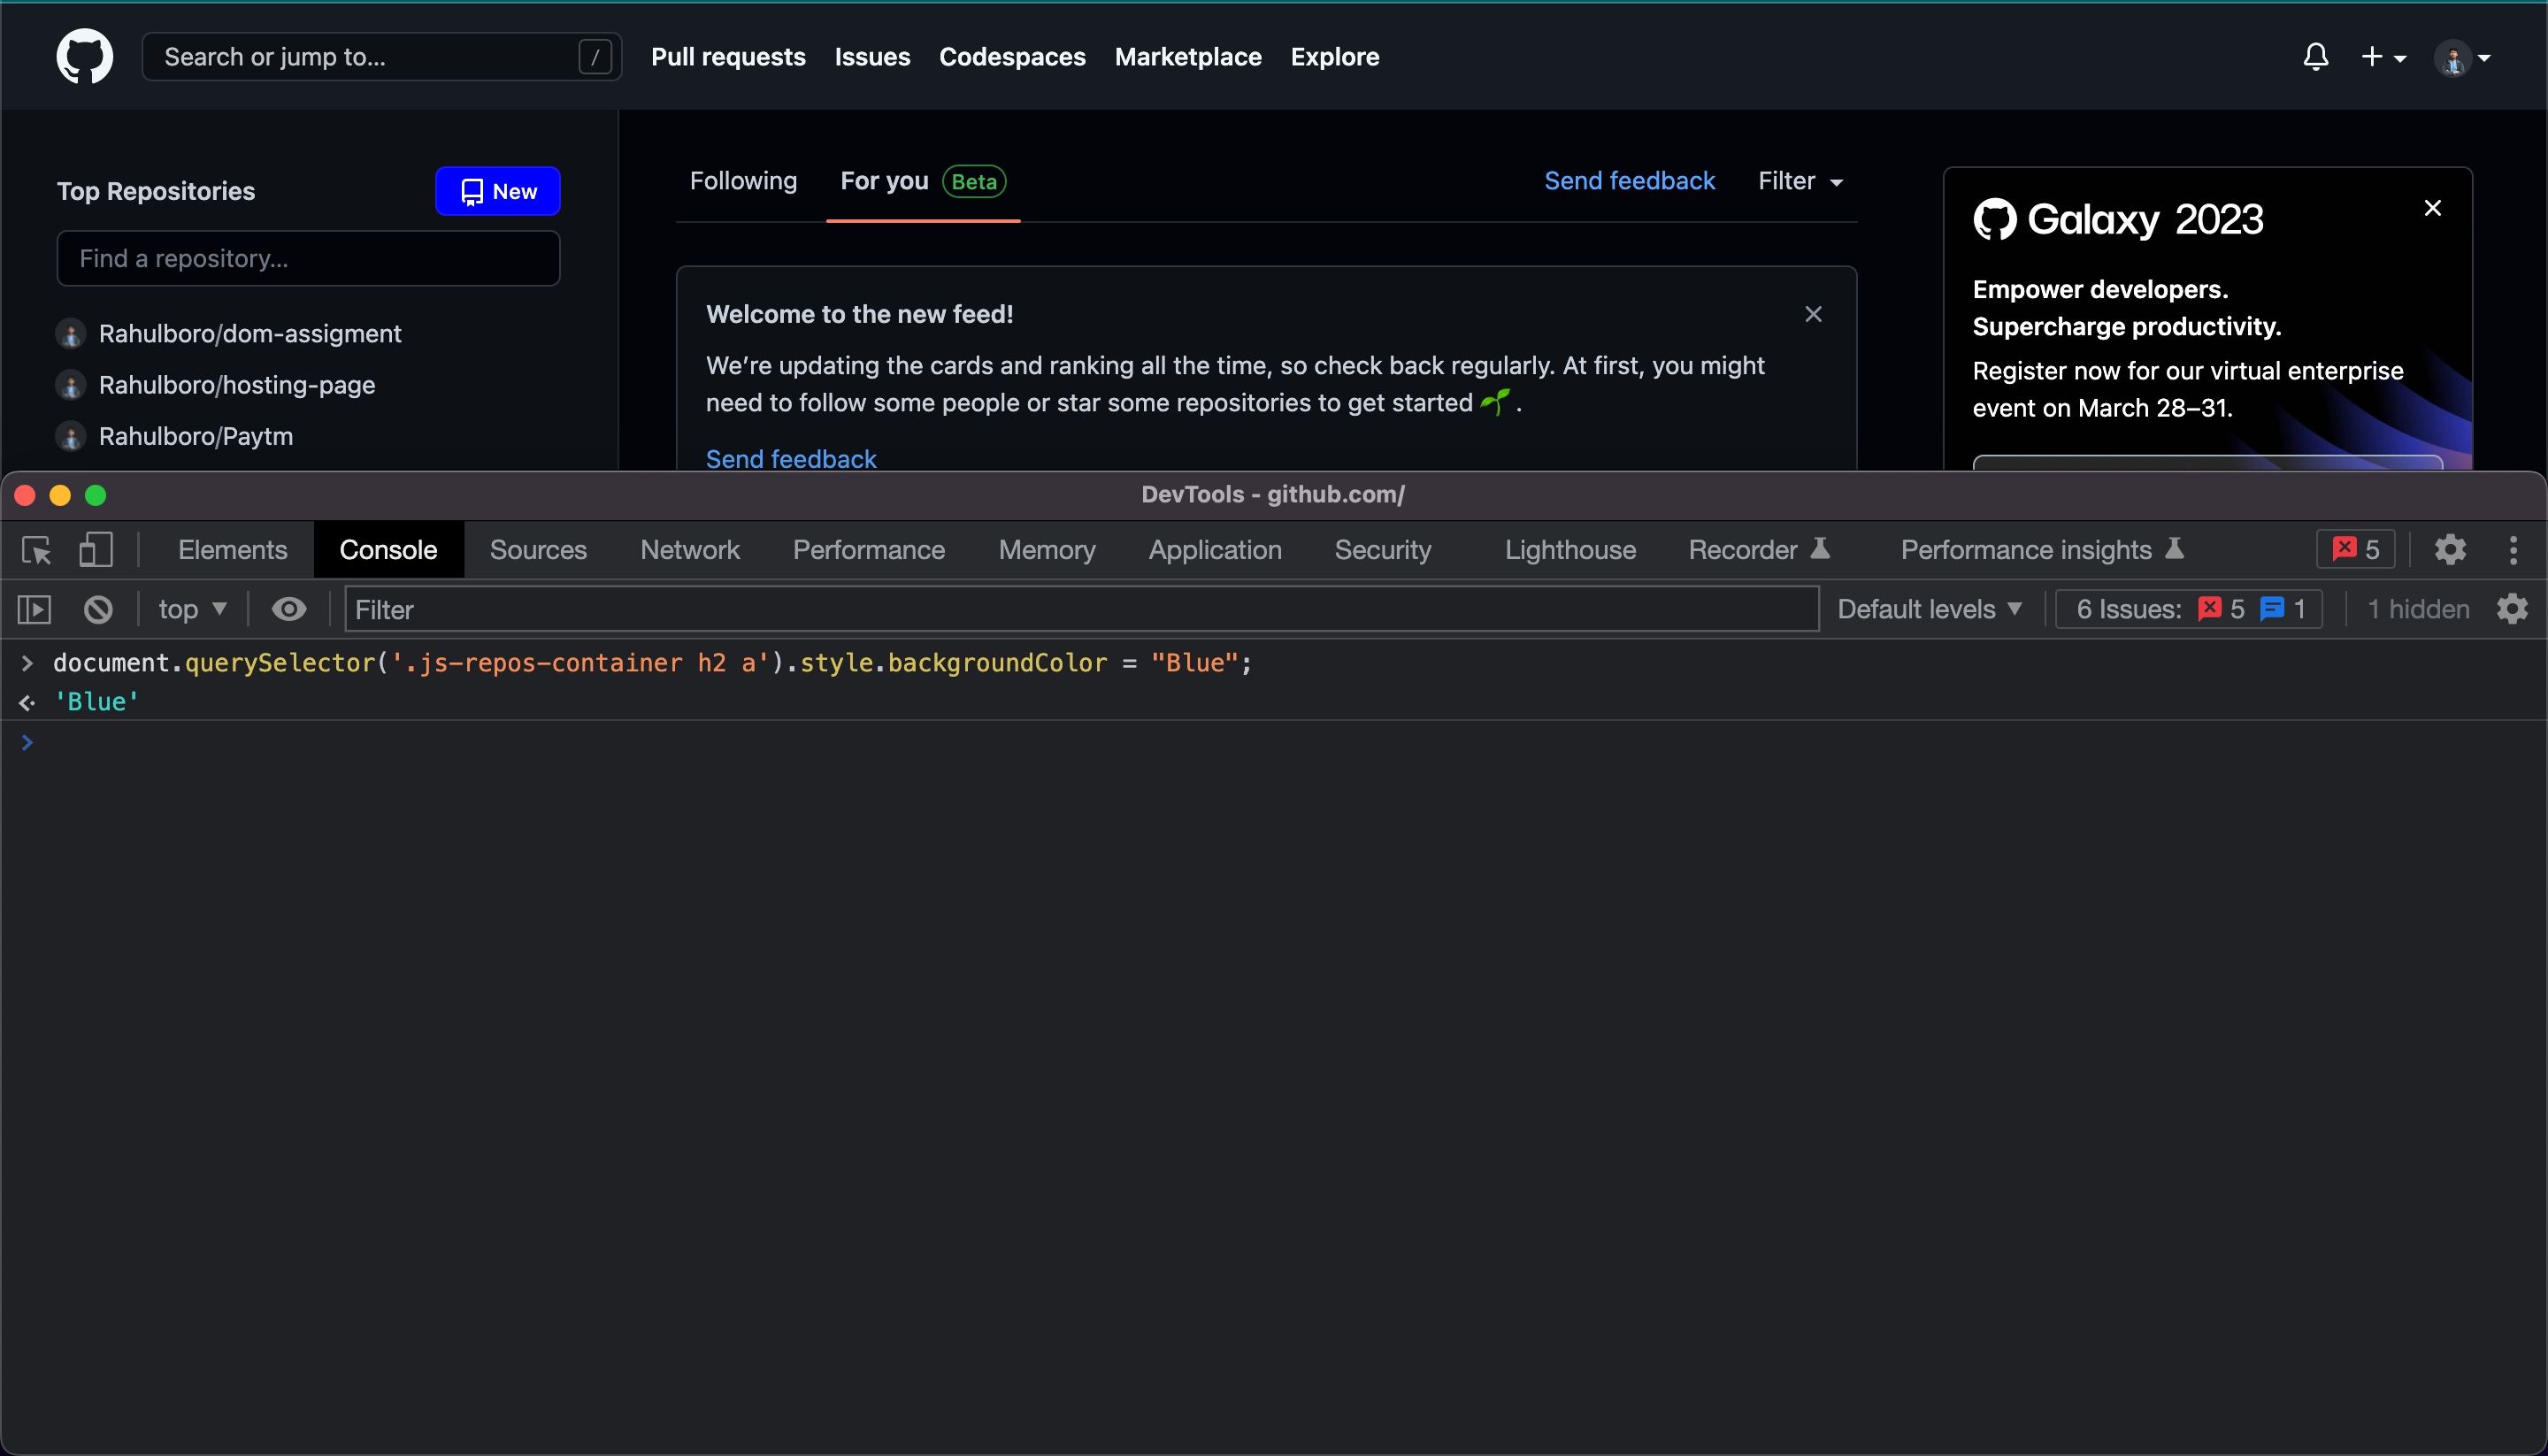 Search or jump to... /
Pull requests Issues Codespaces Marketplace Explore
Top Repositories
New
Find a repository...
Rahulboro/dom-assigment
Rahulboro/hosting-page
Rahulboro/Paytm
Following For you Beta Send feedback Filter
Welcome to the new feed!
We’re updating the cards and ranking all the time, so check back regularly. At first, you might
need to follow some people or star some repositories to get started .
Send feedback
Galaxy 2023
Empower developers.
Supercharge productivity.
Register now for our virtual enterprise
event on March 28–31.
DevTools - github.com/
Elements Console Sources Network Performance Memory Application Security Lighthouse Recorder Performance insights 5
top Filter Default levels 6 Issues: 5 1 1 hidden
document.querySelector('.js-repos-container h2 a').style.backgroundColor = "Blue";
'Blue'